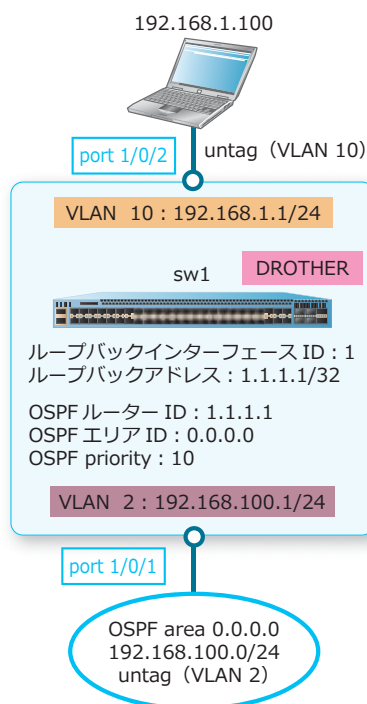 192.168.1.100
port 1/0/2
untag（VLAN 10）
VLAN 10：192.168.1.1/24
sw1
DROTHER
ループバックインターフェース ID：1
ループバックアドレス：1.1.1.1/32
OSPF ルーター ID：1.1.1.1
OSPF エリア ID：0.0.0.0
OSPF priority：10
VLAN 2：192.168.100.1/24
port 1/0/1
OSPF area 0.0.0.0
192.168.100.0/24
untag（VLAN 2）